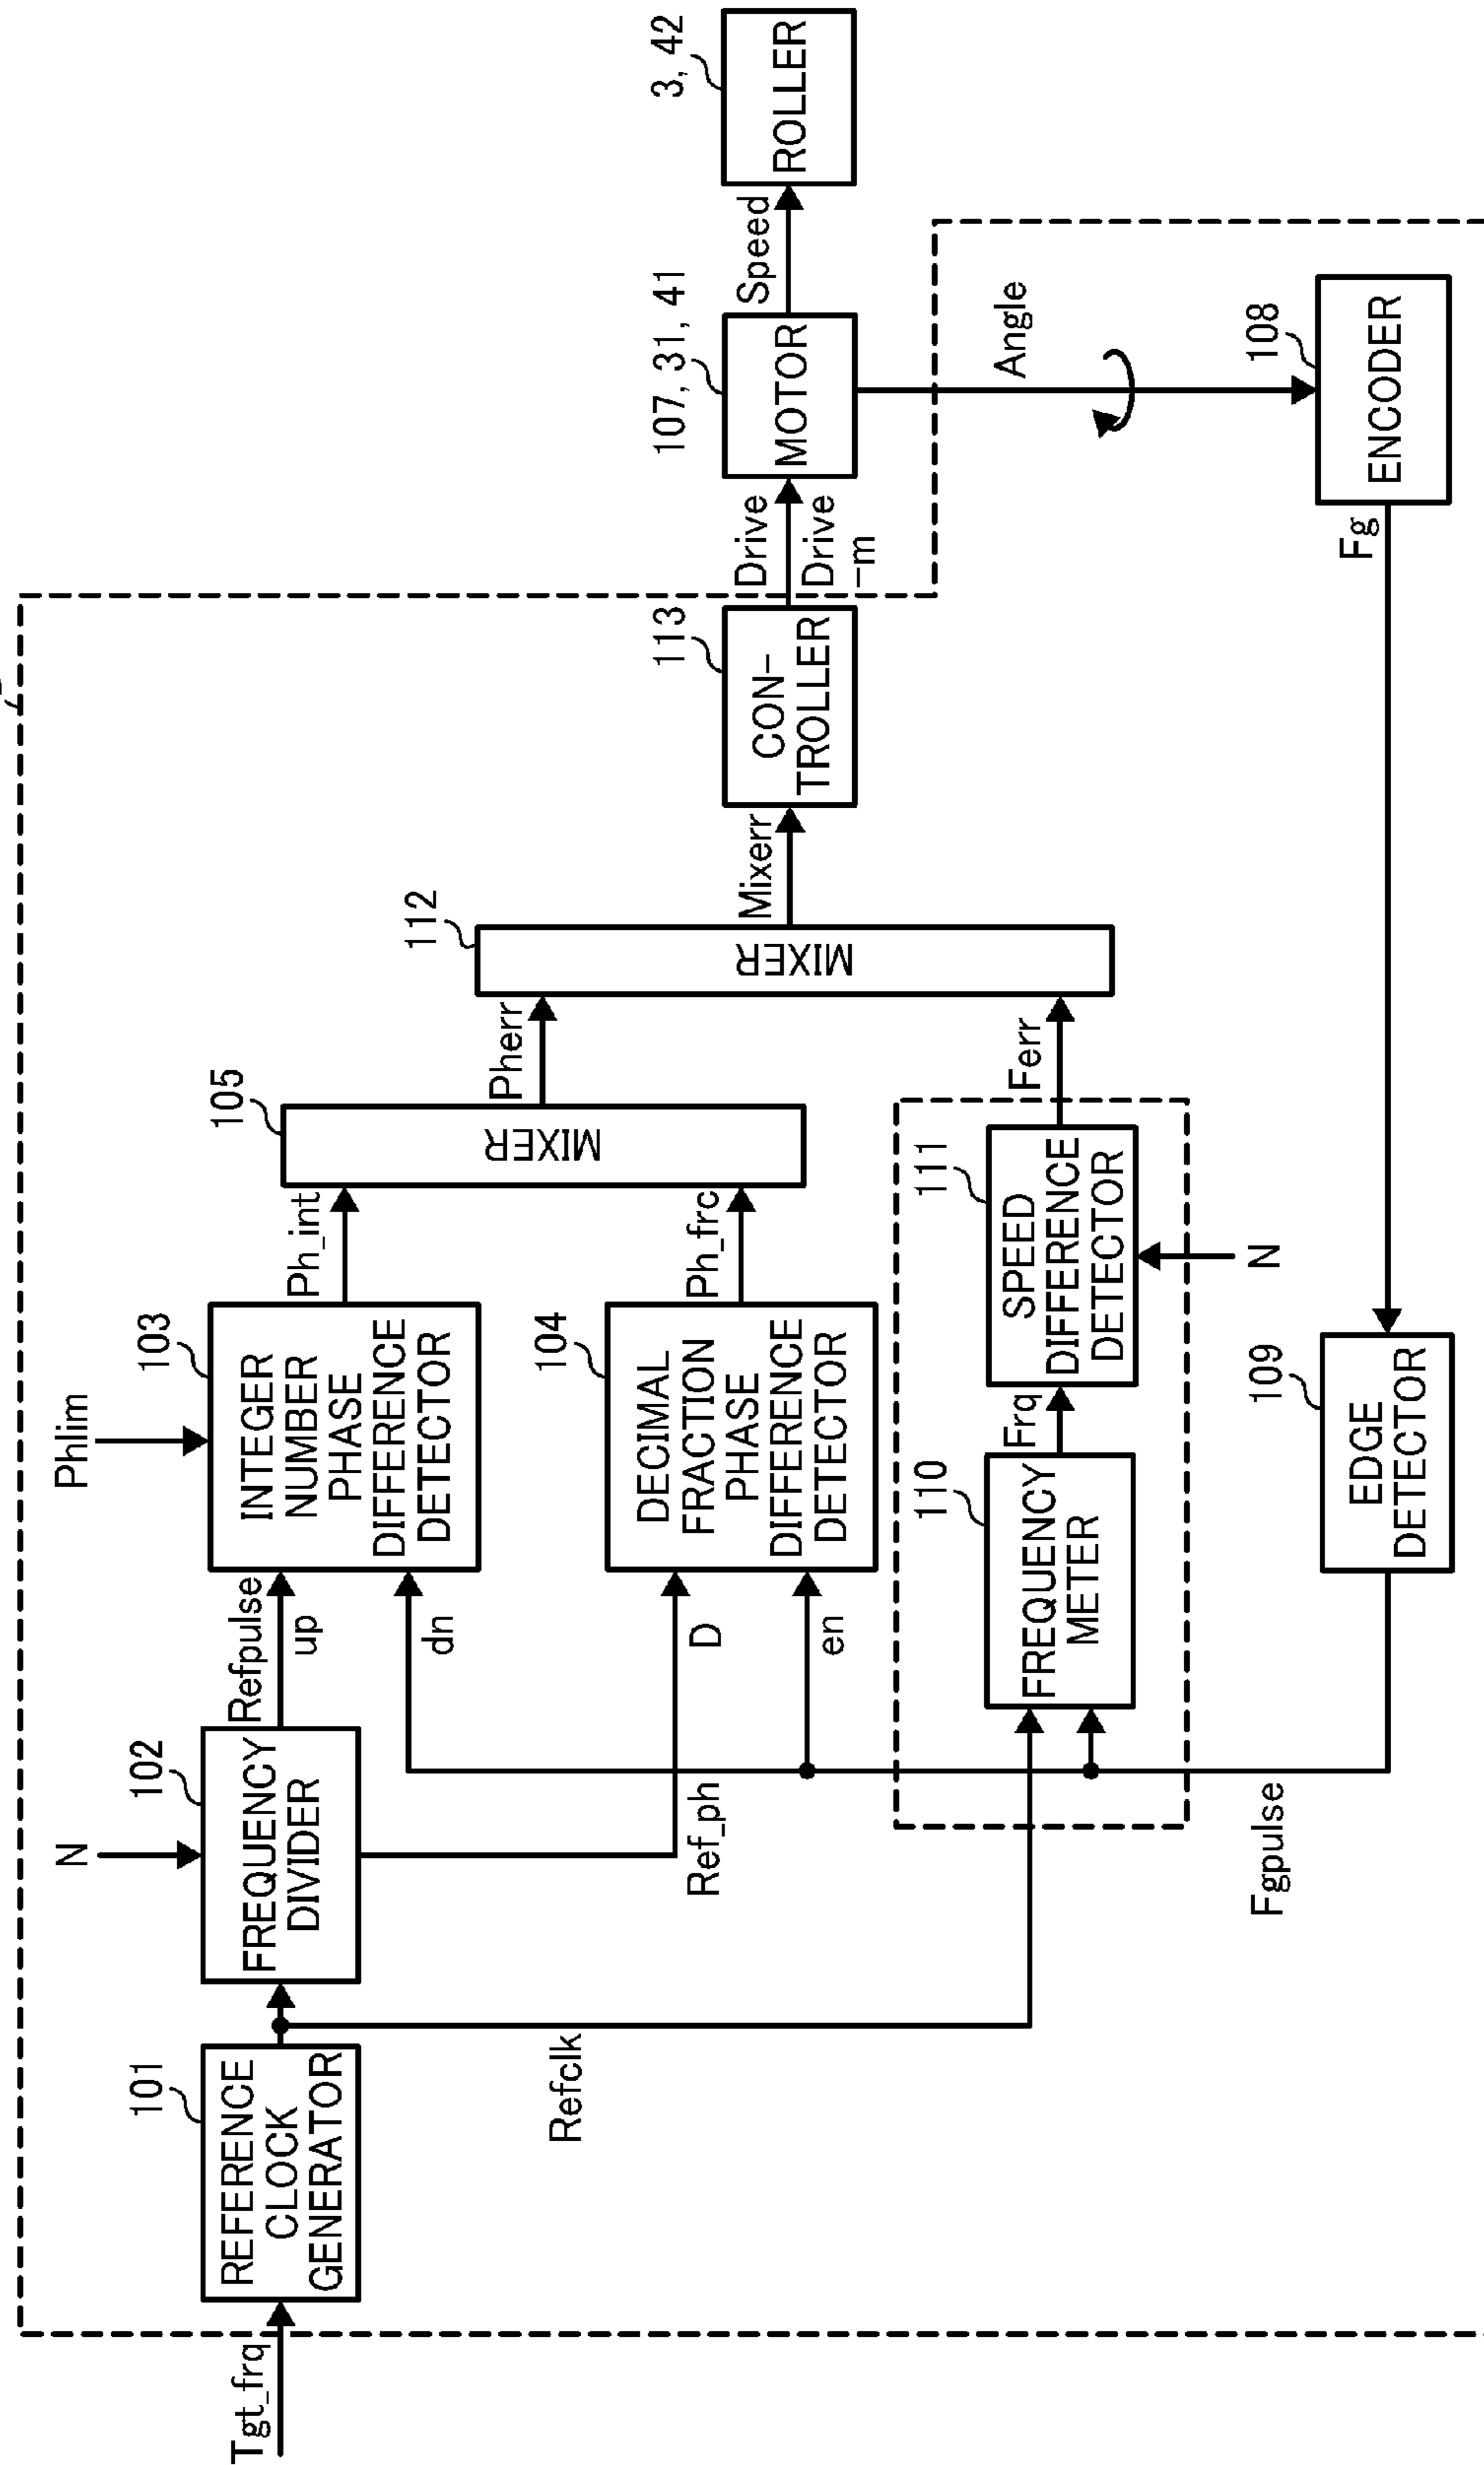 Tgt_frq
101
REFERENCE
CLOCK
GENERATOR
Refclk
N
102
FREQUENCY
DIVIDER
Refpulse
up
dn
Ref_ph
D
en
Phlim
103
INTEGER
NUMBER
PHASE
DIFFERENCE
DETECTOR
Ph_int
104
DECIMAL
FRACTION
PHASE
DIFFERENCE
DETECTOR
Ph_frc
105
MIXER
Pherr
110
FREQUENCY
METER
Frq
111
SPEED
DIFFERENCE
DETECTOR
N
Ferr
112
MIXER
Mixerr
113
CON-
TROLLER
Drive
Drive
-m
107, 31, 41
MOTOR
Speed
3, 42
ROLLER
Angle
108
ENCODER
Fg
109
EDGE
DETECTOR
Fgpulse